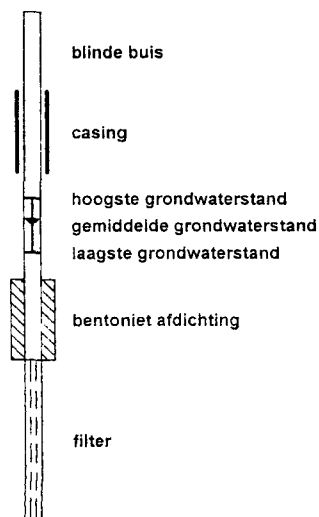 blinde buis
casing
hoogste grondwaterstand
gemiddelde grondwaterstand
laagste grondwaterstand
bentoniet afdichting
filter